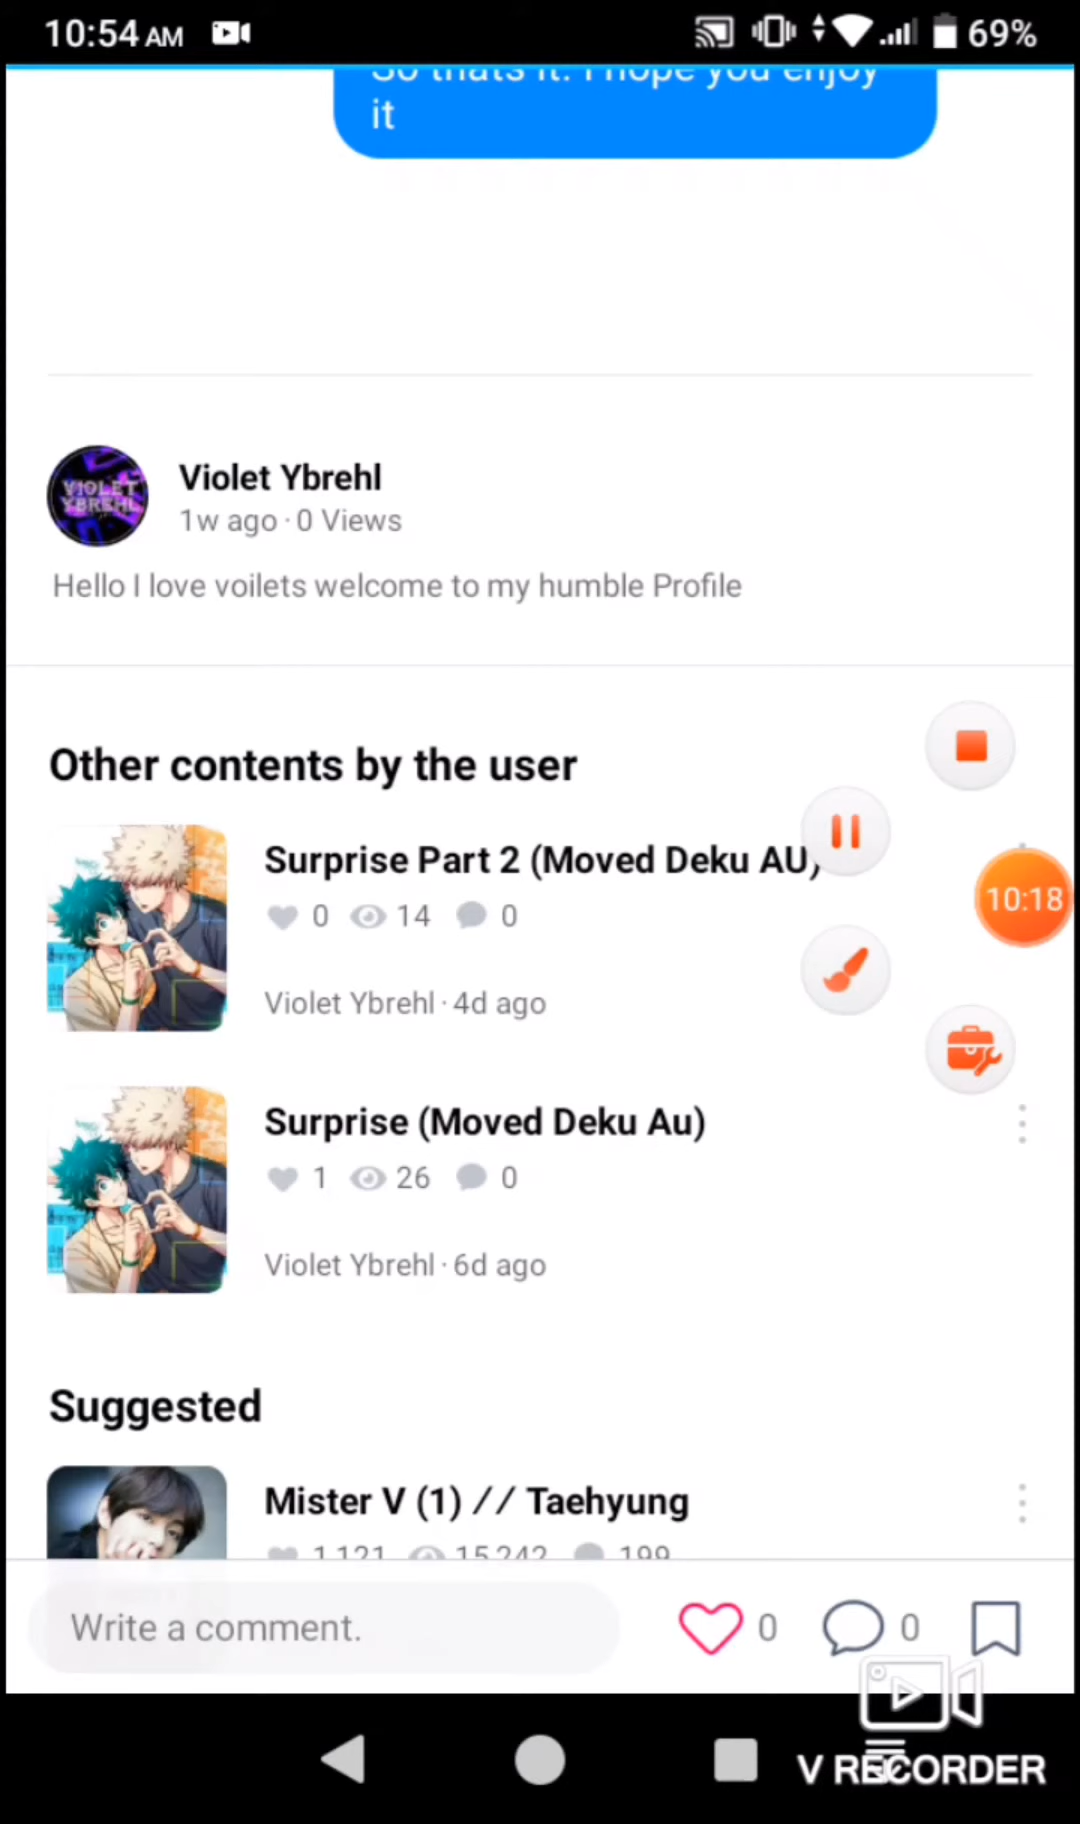 10:54 AM
69%
So thats it. I hope you enjoy
it
VIOLET
YBREHL
Violet Ybrehl
1w ago · 0 Views
Hello I love voilets welcome to my humble Profile
Other contents by the user
Surprise Part 2 (Moved Deku AU)
0 14 0
Violet Ybrehl · 4d ago
10:18
Surprise (Moved Deku Au)
1 26 0
Violet Ybrehl · 6d ago
Suggested
Mister V (1) // Taehyung
1,121 15,242 199
Write a comment.
0 0
V RECORDER